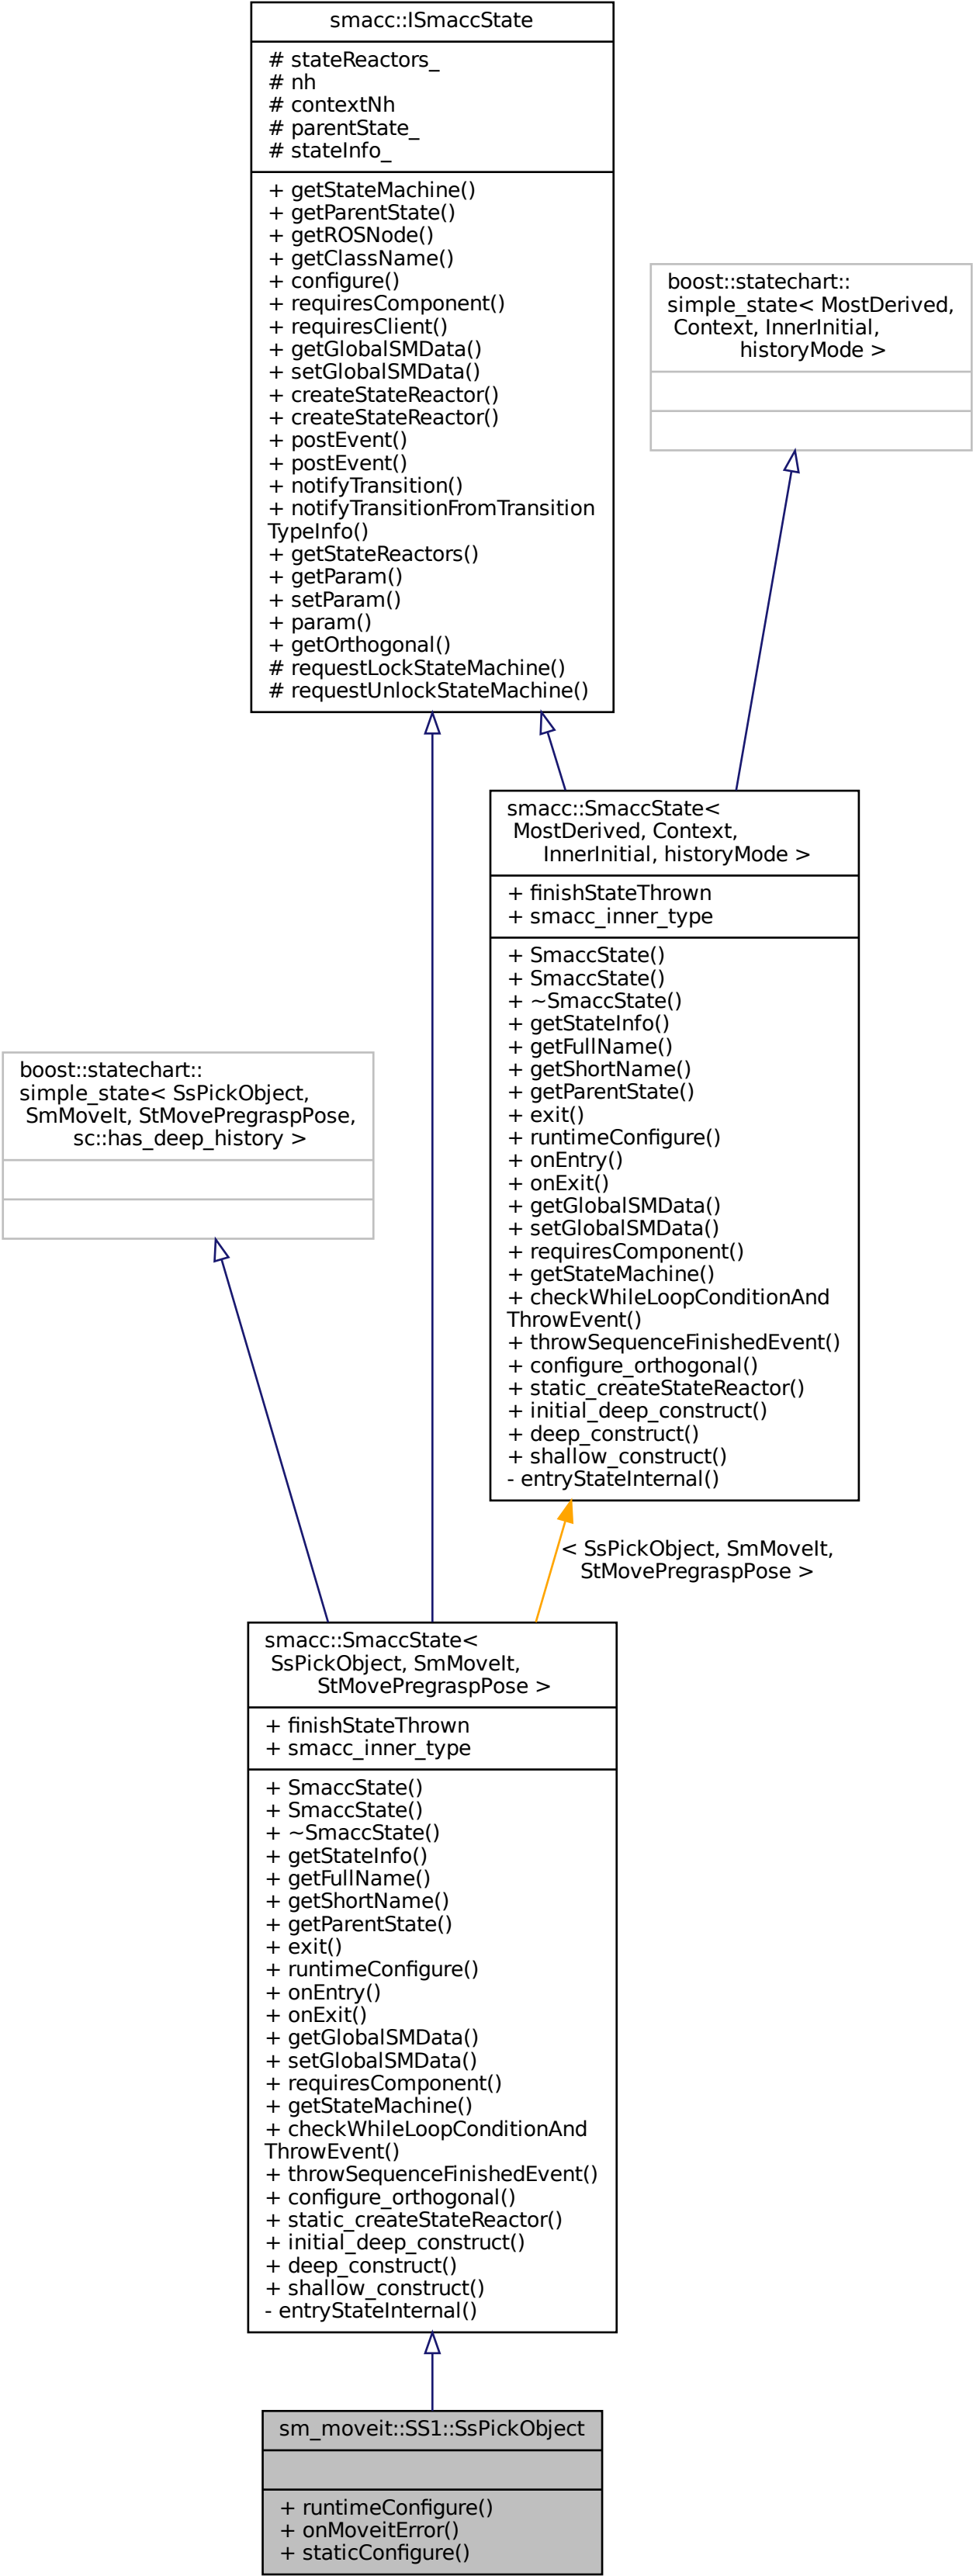 smacc::ISmaccState
# stateReactors_
# nh
# contextNh
# parentState_
# stateInfo_
+ getStateMachine()
+ getParentState()
+ getROSNode()
+ getClassName()
+ configure()
+ requiresComponent()
+ requiresClient()
+ getGlobalSMData()
+ setGlobalSMData()
+ createStateReactor()
+ createStateReactor()
+ postEvent()
+ postEvent()
+ notifyTransition()
+ notifyTransitionFromTransition
TypeInfo()
+ getStateReactors()
+ getParam()
+ setParam()
+ param()
+ getOrthogonal()
# requestLockStateMachine()
# requestUnlockStateMachine()
boost::statechart::
simple_state< MostDerived,
Context, InnerInitial,
historyMode >
smacc::SmaccState<
MostDerived, Context,
InnerInitial, historyMode >
+ finishStateThrown
+ smacc_inner_type
+ SmaccState()
+ SmaccState()
+ ~SmaccState()
+ getStateInfo()
+ getFullName()
+ getShortName()
+ getParentState()
+ exit()
+ runtimeConfigure()
+ onEntry()
+ onExit()
+ getGlobalSMData()
+ setGlobalSMData()
+ requiresComponent()
+ getStateMachine()
+ checkWhileLoopConditionAnd
ThrowEvent()
+ throwSequenceFinishedEvent()
+ configure_orthogonal()
+ static_createStateReactor()
+ initial_deep_construct()
+ deep_construct()
+ shallow_construct()
- entryStateInternal()
boost::statechart::
simple_state< SsPickObject,
SmMoveIt, StMovePregraspPose,
sc::has_deep_history >
< SsPickObject, SmMoveIt,
StMovePregraspPose >
smacc::SmaccState<
SsPickObject, SmMoveIt,
StMovePregraspPose >
+ finishStateThrown
+ smacc_inner_type
+ SmaccState()
+ SmaccState()
+ ~SmaccState()
+ getStateInfo()
+ getFullName()
+ getShortName()
+ getParentState()
+ exit()
+ runtimeConfigure()
+ onEntry()
+ onExit()
+ getGlobalSMData()
+ setGlobalSMData()
+ requiresComponent()
+ getStateMachine()
+ checkWhileLoopConditionAnd
ThrowEvent()
+ throwSequenceFinishedEvent()
+ configure_orthogonal()
+ static_createStateReactor()
+ initial_deep_construct()
+ deep_construct()
+ shallow_construct()
- entryStateInternal()
sm_moveit::SS1::SsPickObject
+ runtimeConfigure()
+ onMoveitError()
+ staticConfigure()